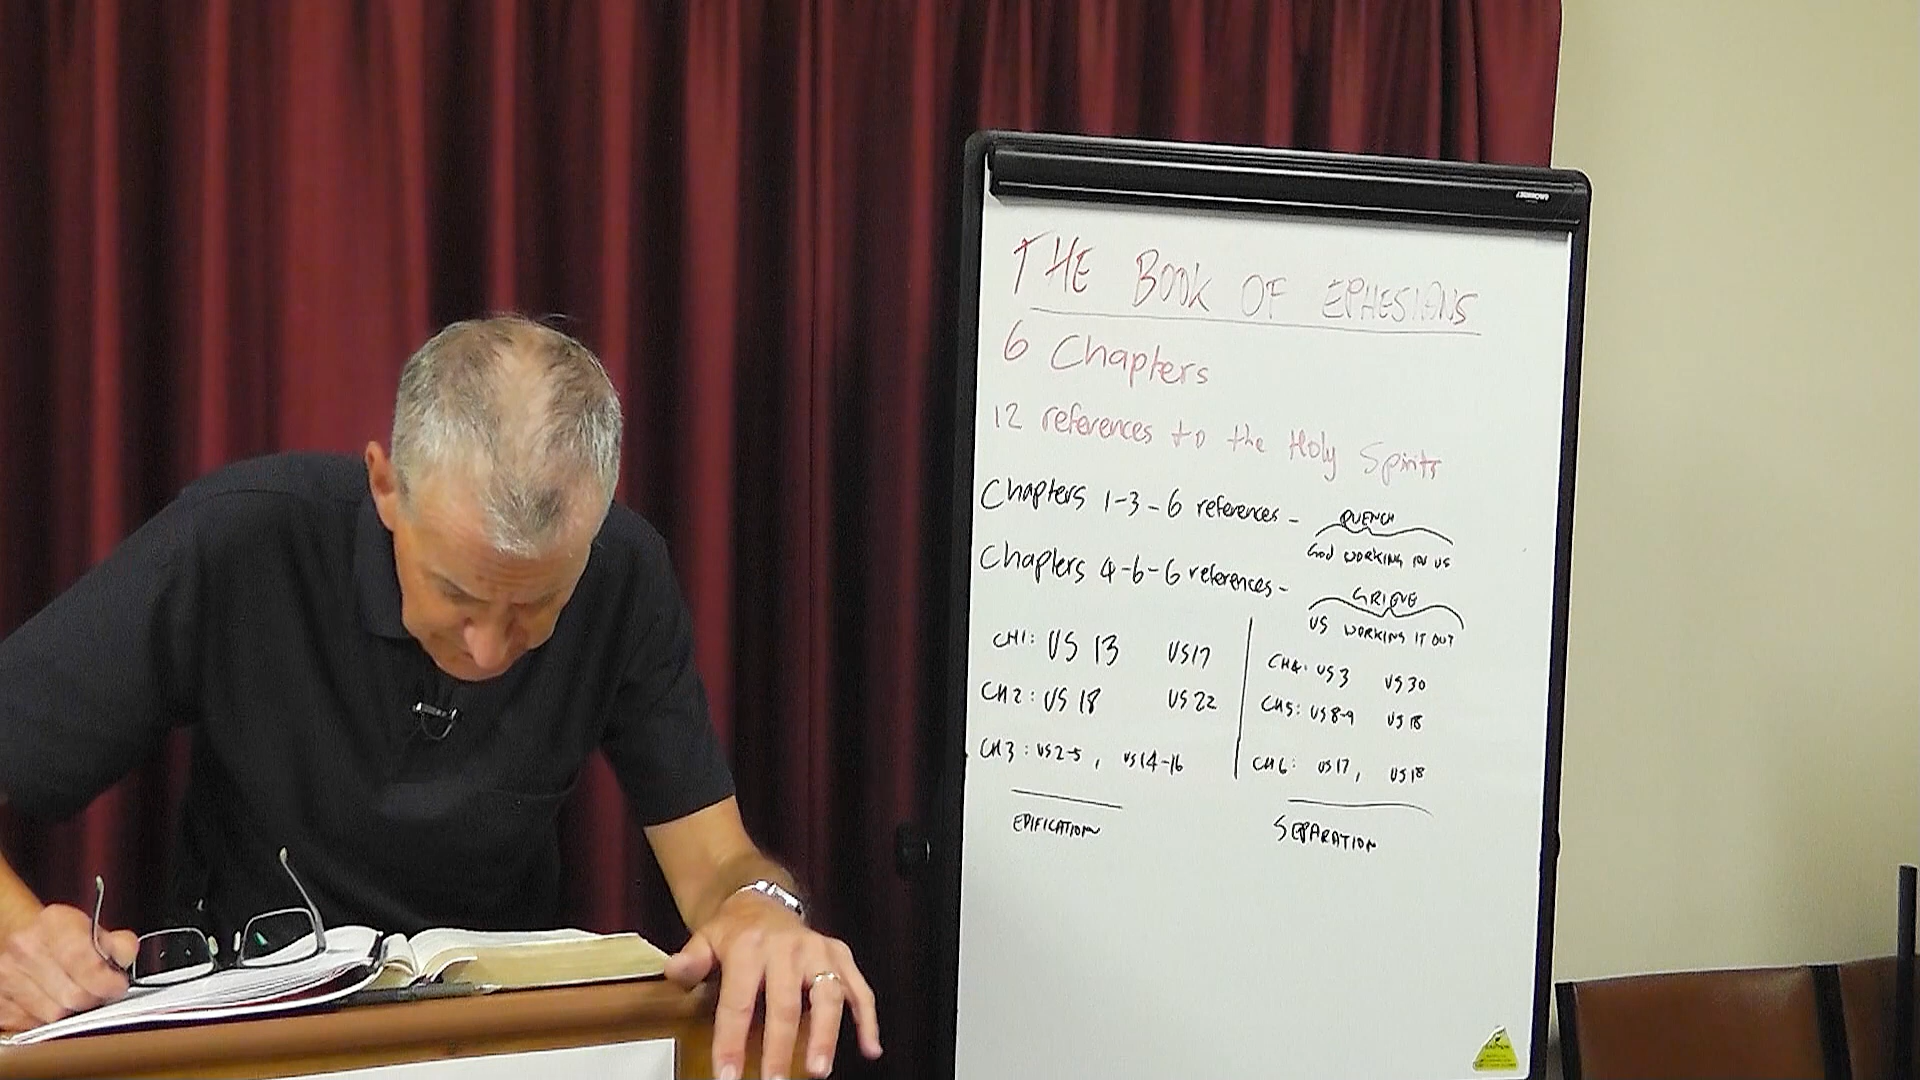 THE BOOK OF EPHESIANS
6 Chapters
12 references to the Holy Spirits
Chapters 1-3 - 6 references -
QUENCH
GOD WORKING IN US
Chapters 4-6 - 6 references -
GRIEVE
US WORKING IT OUT
CH1: VS 13 VS17
CH2: VS 18 VS 22
CH3: VS2-5, VS14-16
EDIFICATION
CH4: VS3 VS30
CH5: VS8-9 VS18
CH6: VS17, VS18
SEPARATION